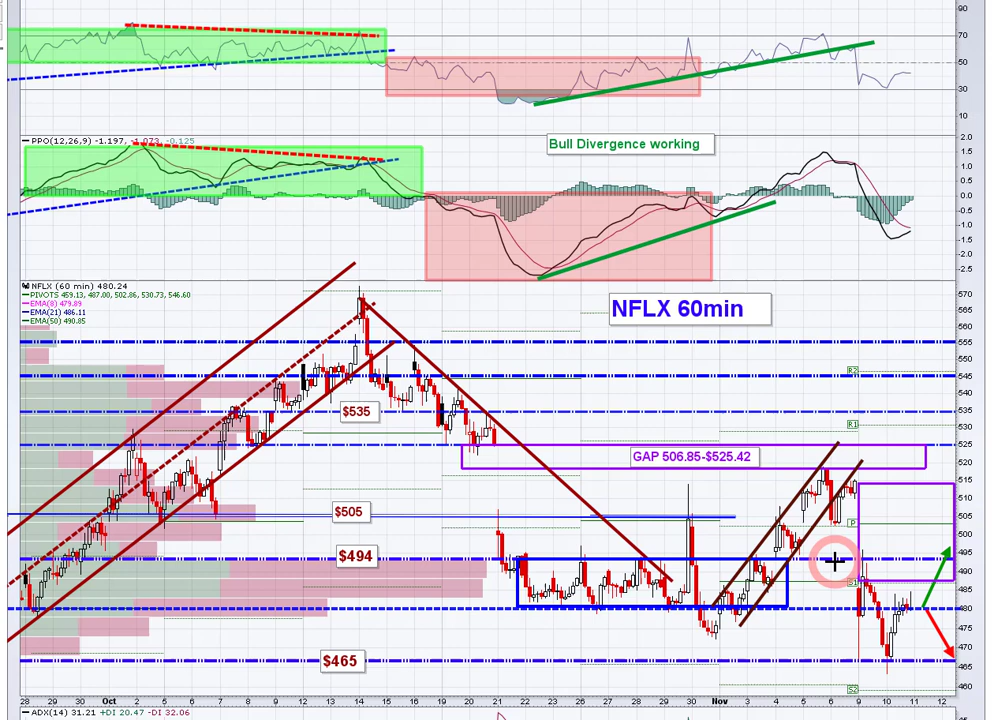 90
70
50
30
10
PPO(12,26,9) -1.197, -1.073, -0.125
Bull Divergence working
2.0
1.5
1.0
0.5
0.0
-0.5
-1.0
-1.5
-2.0
-2.5
NFLX (60 min) 480.24
PIVOTS 459.13, 487.00, 502.86, 530.73, 546.60
EMA(8) 479.89
EMA(21) 486.11
EMA(50) 490.85
NFLX 60min
570
565
560
555
550
545
540
535
530
525
520
515
510
505
500
495
490
485
480
475
470
465
460
R2
R1
P
S1
S2
$535
GAP 506.85-$525.42
$505
$494
$465
28 29 30 Oct 2 5 6 7 8 9 12 13 14 15 16 19 20 21 22 23 26 27 28 29 30 Nov 3 4 5 6 9 10 11 12
ADX(14) 31.21 +DI 20.47 -DI 32.06